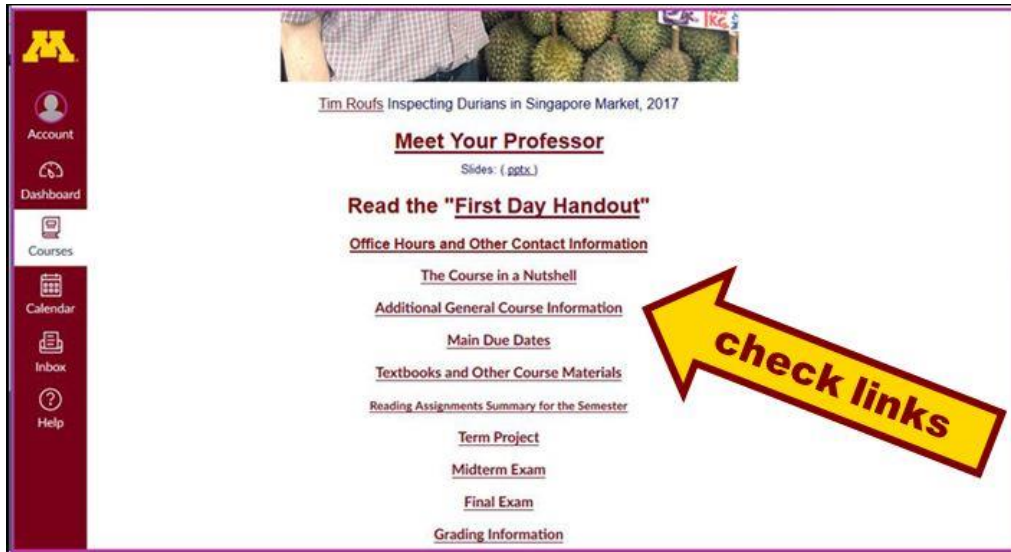 M
Account
Dashboard
Courses
Calendar
Inbox
Help
KG
Tim Roufs Inspecting Durians in Singapore Market, 2017
Meet Your Professor
Slides: ( pptx )
Read the "First Day Handout"
Office Hours and Other Contact Information
The Course in a Nutshell
Additional General Course Information
Main Due Dates
Textbooks and Other Course Materials
Reading Assignments Summary for the Semester
Term Project
Midterm Exam
Final Exam
Grading Information
check links